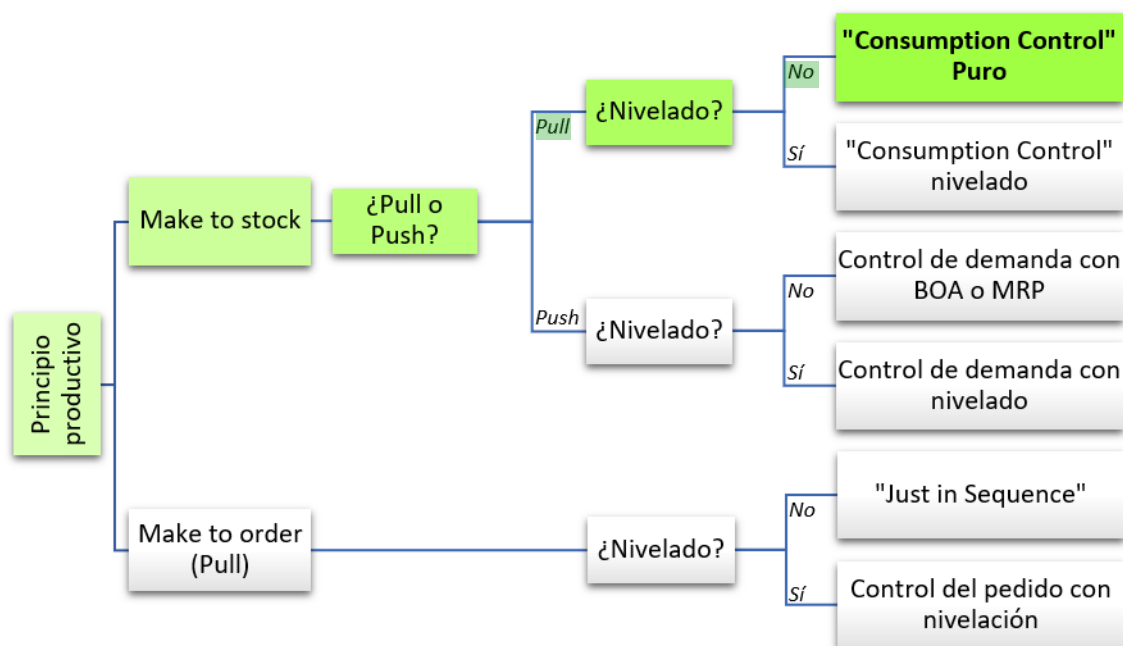 "Consumption Control"
Puro
No
Pull
¿Nivelado?
Sí
"Consumption Control"
nivelado
Make to stock
¿Pull o
Push?
Control de demanda con
BOA o MRP
No
Push
¿Nivelado?
Sí
Control de demanda con
nivelado
Principio
productivo
"Just in Sequence"
No
Make to order
(Pull)
¿Nivelado?
Sí
Control del pedido con
nivelación